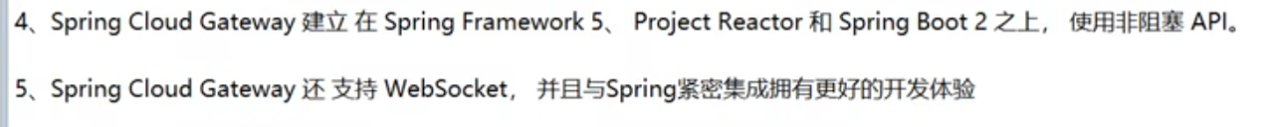 4、Spring Cloud Gateway 建立 在 Spring Framework 5、 Project Reactor 和 Spring Boot 2 之上， 使用非阻塞 API。
5、Spring Cloud Gateway 还 支持 WebSocket， 并且与Spring紧密集成拥有更好的开发体验